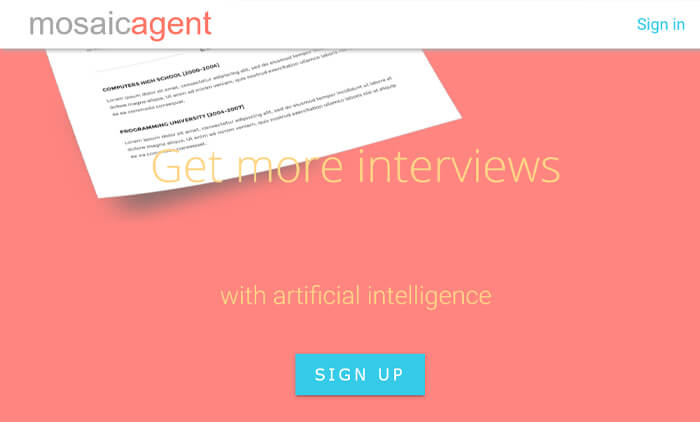 mosaicagent
Sign in
COMPUTERS HIGH SCHOOL (2000-2004)
Lorem ipsum dolor sit amet, consectetur adipiscing elit, sed do eiusmod tempor incididunt ut labore et
dolore magna aliqua. Ut enim ad minim veniam, quis nostrud exercitation ullamco laboris nisi ut aliquip
ex ea commodo consequat.
PROGRAMMING UNIVERSITY (2004-2007)
Lorem ipsum dolor sit amet, consectetur adipiscing elit, sed do eiusmod tempor incididunt ut labore et
dolore magna aliqua. Ut enim ad minim veniam, quis nostrud exercitation ullamco laboris nisi ut aliquip
ex ea commodo consequat.
Get more interviews
with artificial intelligence
SIGN UP